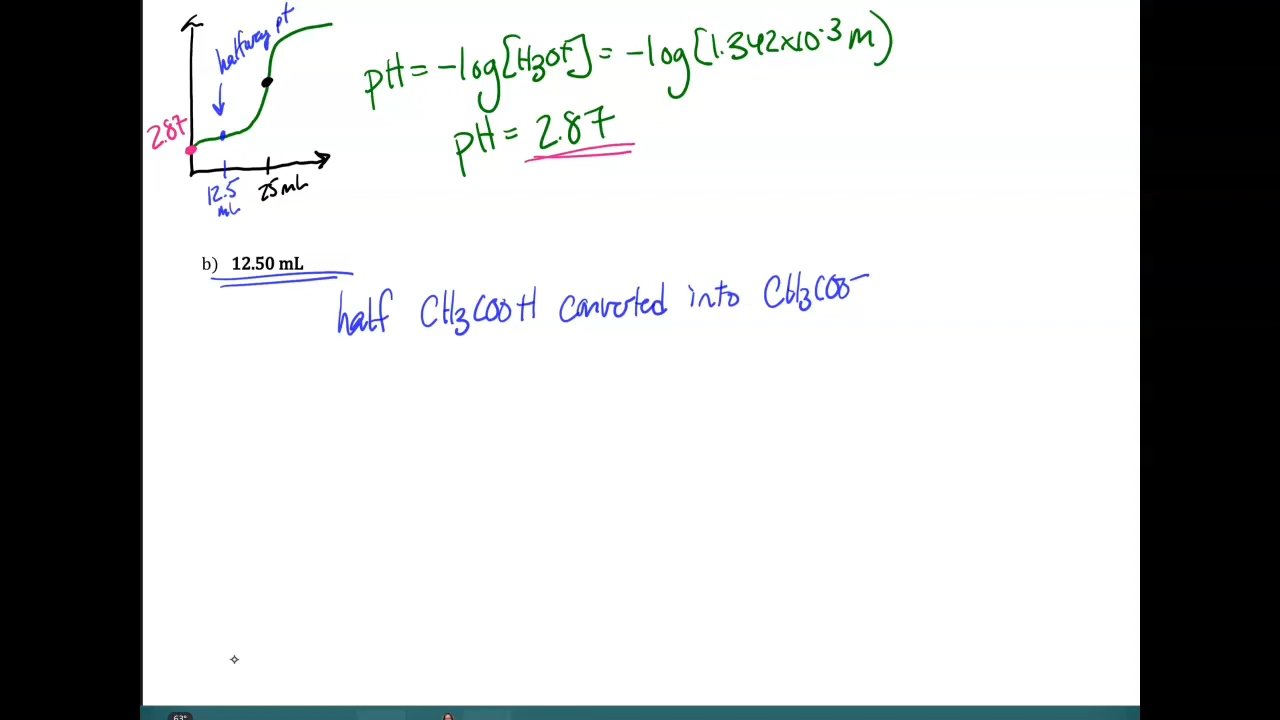 halfway pt
pH = -log[H3O+] = -log(1.342x10-3 M)
pH = 2.87
2.87
12.5 mL
25 mL
b) 12.50 mL
half CH3COOH converted into CH3COO-
63°